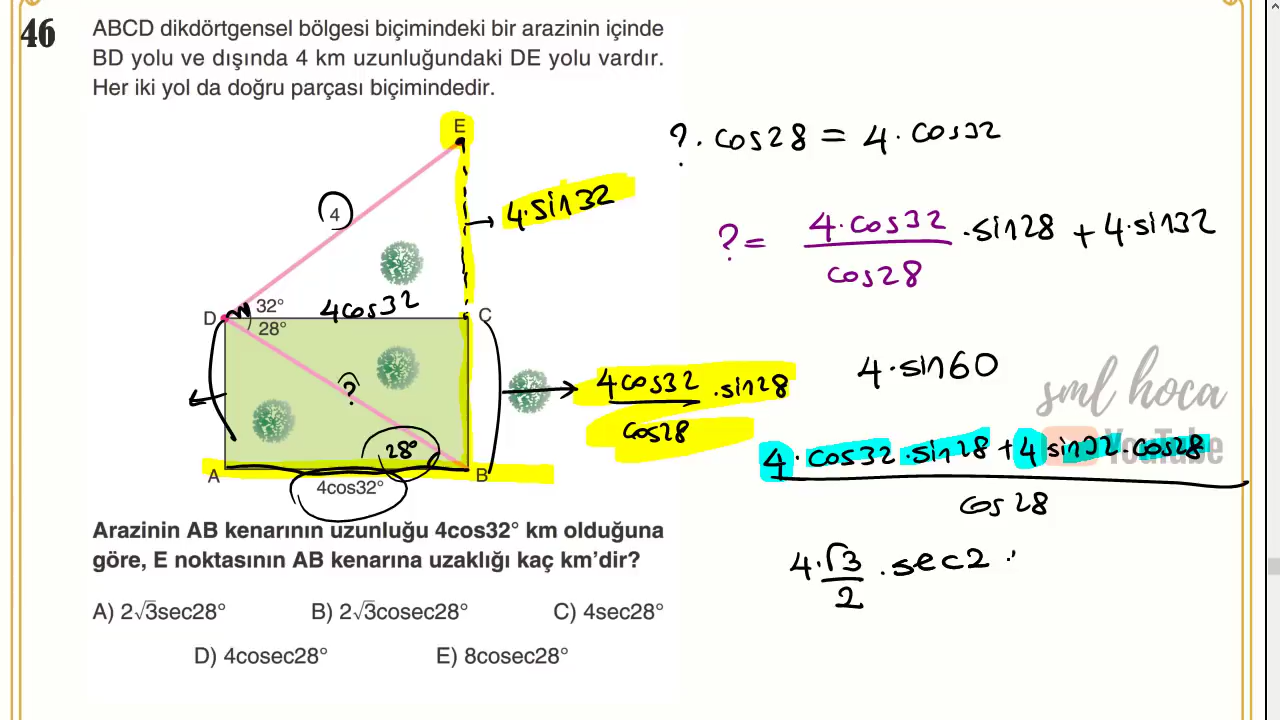 46
ABCD dikdörtgensel bölgesi biçimindeki bir arazinin içinde
BD yolu ve dışında 4 km uzunluğundaki DE yolu vardır.
Her iki yol da doğru parçası biçimindedir.
E
4
4·sin32
D
32°
28°
4cos32
C
?
28°
A
4cos32°
B
4cos32/cos28 ·sin28
?·cos28 = 4·cos32
?= 4·cos32/cos28 ·sin28 + 4·sin32
4·sin60
sml hoca
YouTube
4·cos32·sin28 + 4 sin32·cos28
cos28
4·√3/2 ·sec2
Arazinin AB kenarının uzunluğu 4cos32° km olduğuna
göre, E noktasının AB kenarına uzaklığı kaç km'dir?
A) 2√3sec28° B) 2√3cosec28° C) 4sec28°
D) 4cosec28° E) 8cosec28°